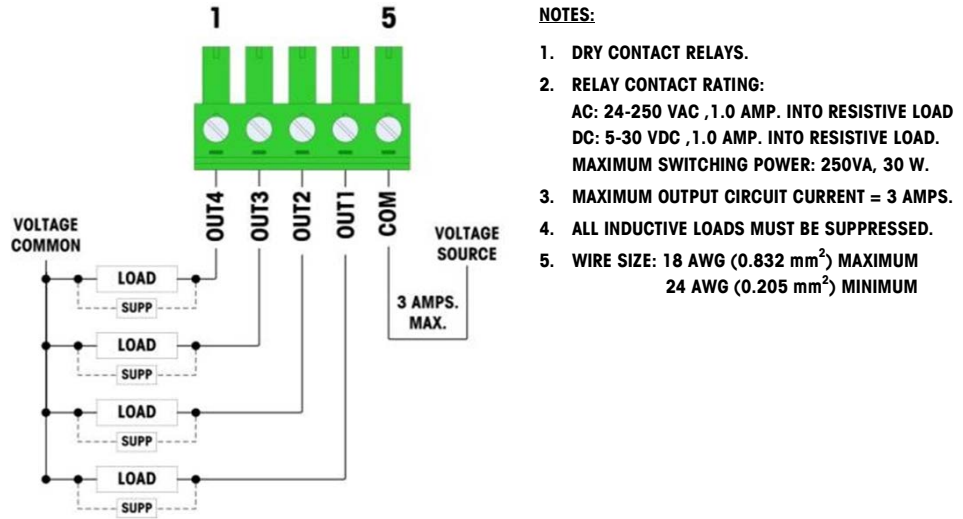 1
5
OUT4
OUT3
OUT2
OUT1
COM
VOLTAGE
COMMON
VOLTAGE
SOURCE
3 AMPS.
MAX.
LOAD
SUPP
LOAD
SUPP
LOAD
SUPP
LOAD
SUPP
NOTES:
1. DRY CONTACT RELAYS.
2. RELAY CONTACT RATING:
AC: 24-250 VAC ,1.0 AMP. INTO RESISTIVE LOAD
DC: 5-30 VDC ,1.0 AMP. INTO RESISTIVE LOAD.
MAXIMUM SWITCHING POWER: 250VA, 30 W.
3. MAXIMUM OUTPUT CIRCUIT CURRENT = 3 AMPS.
4. ALL INDUCTIVE LOADS MUST BE SUPPRESSED.
5. WIRE SIZE: 18 AWG (0.832 mm²) MAXIMUM
24 AWG (0.205 mm²) MINIMUM